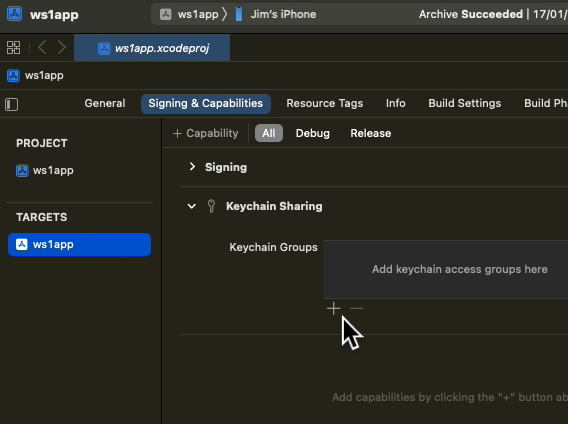 ws1app
ws1app 〉 Jim's iPhone
Archive Succeeded | 17/01/
ws1app.xcodeproj
ws1app
General
Signing & Capabilities
Resource Tags
Info
Build Settings
Build Ph
PROJECT
ws1app
TARGETS
ws1app
+ Capability
All
Debug
Release
Signing
Keychain Sharing
Keychain Groups
Add keychain access groups here
Add capabilities by clicking the "+" button ab